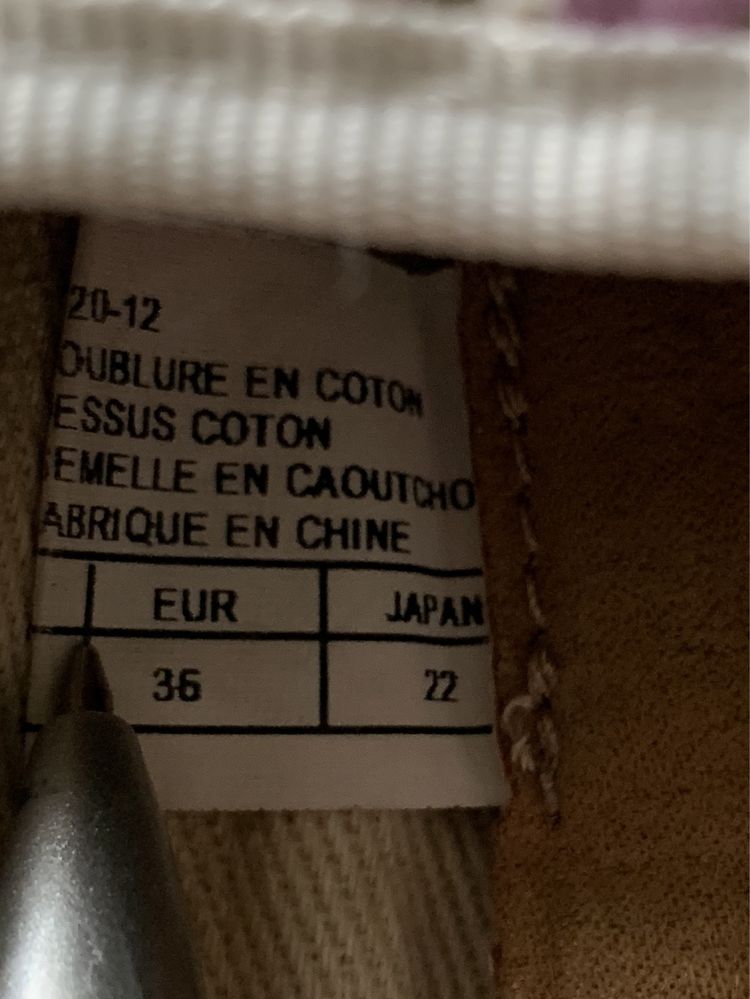 20-12
OUBLURE EN COTON
ESSUS COTON
EMELLE EN CAOUTCHO
ABRIQUE EN CHINE
EUR JAPAN
36 22